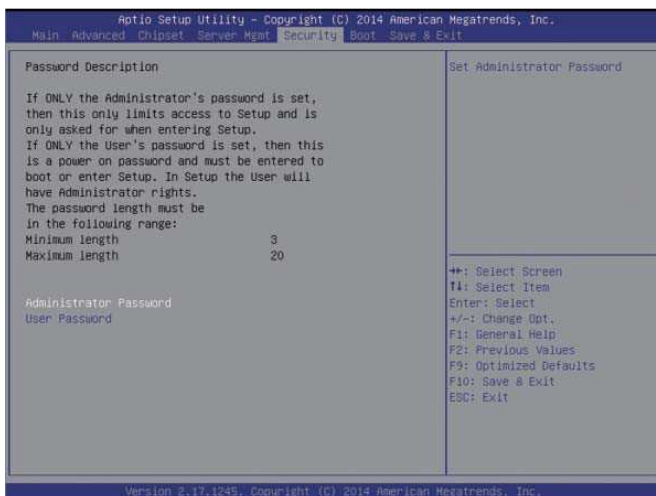 Aptio Setup Utility – Copyright (C) 2014 American Megatrends, Inc.
Main Advanced Chipset Server Mgmt Security Boot Save & Exit
Password Description
If ONLY the Administrator's password is set,
then this only limits access to Setup and is
only asked for when entering Setup.
If ONLY the User's password is set, then this
is a power on password and must be entered to
boot or enter Setup. In Setup the User will
have Administrator rights.
The password length must be
in the following range:
Minimum length 3
Maximum length 20
Administrator Password
User Password
Set Administrator Password
→←: Select Screen
↑↓: Select Item
Enter: Select
+/-: Change Opt.
F1: General Help
F2: Previous Values
F9: Optimized Defaults
F10: Save & Exit
ESC: Exit
Version 2.17.1245. Copyright (C) 2014 American Megatrends, Inc.